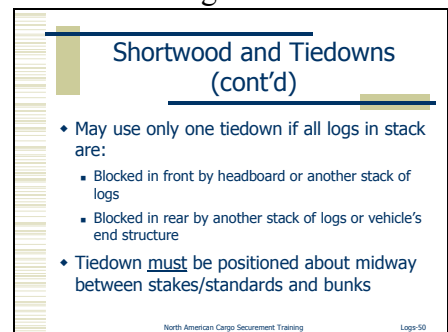 Shortwood and Tiedowns
(cont’d)
◆ May use only one tiedown if all logs in stack
are:
■ Blocked in front by headboard or another stack of
logs
■ Blocked in rear by another stack of logs or vehicle’s
end structure
◆ Tiedown must be positioned about midway
between stakes/standards and bunks
North American Cargo Securement Training Logs-50